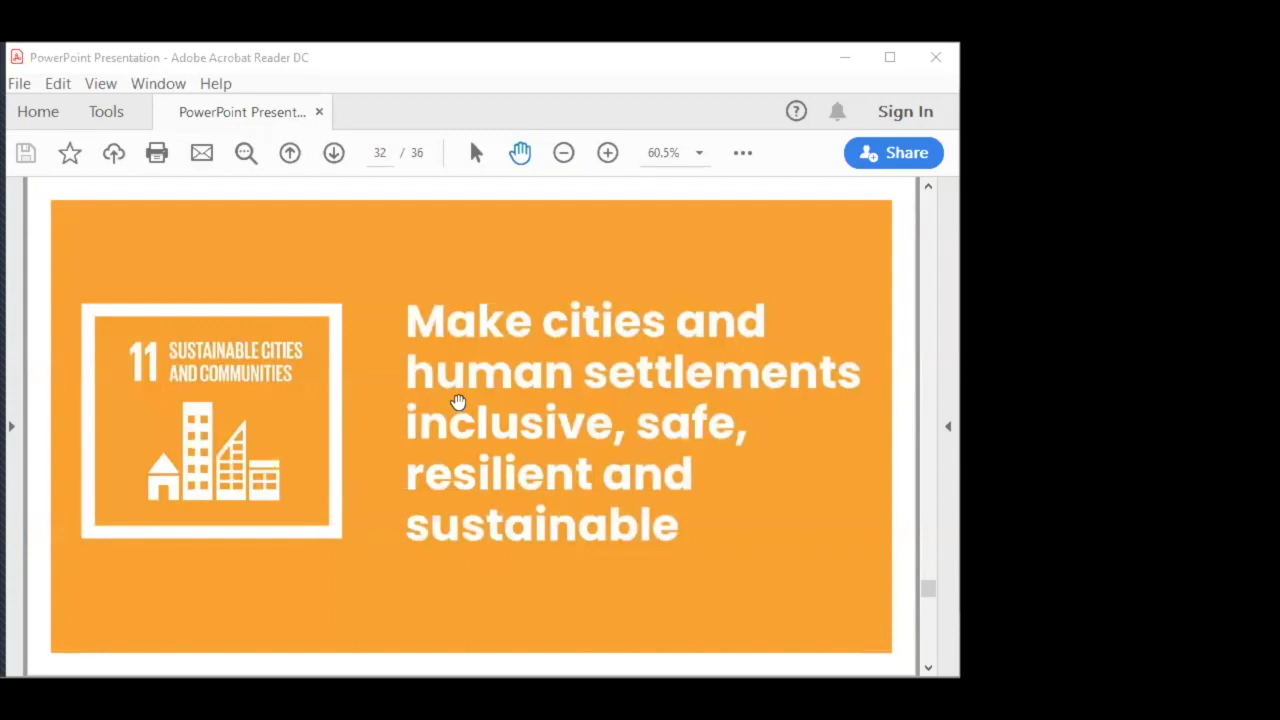 PowerPoint Presentation - Adobe Acrobat Reader DC
File Edit View Window Help
Home Tools PowerPoint Present... × Sign In
32 / 36 60,5% Share
11 SUSTAINABLE CITIES
AND COMMUNITIES
Make cities and
human settlements
inclusive, safe,
resilient and
sustainable